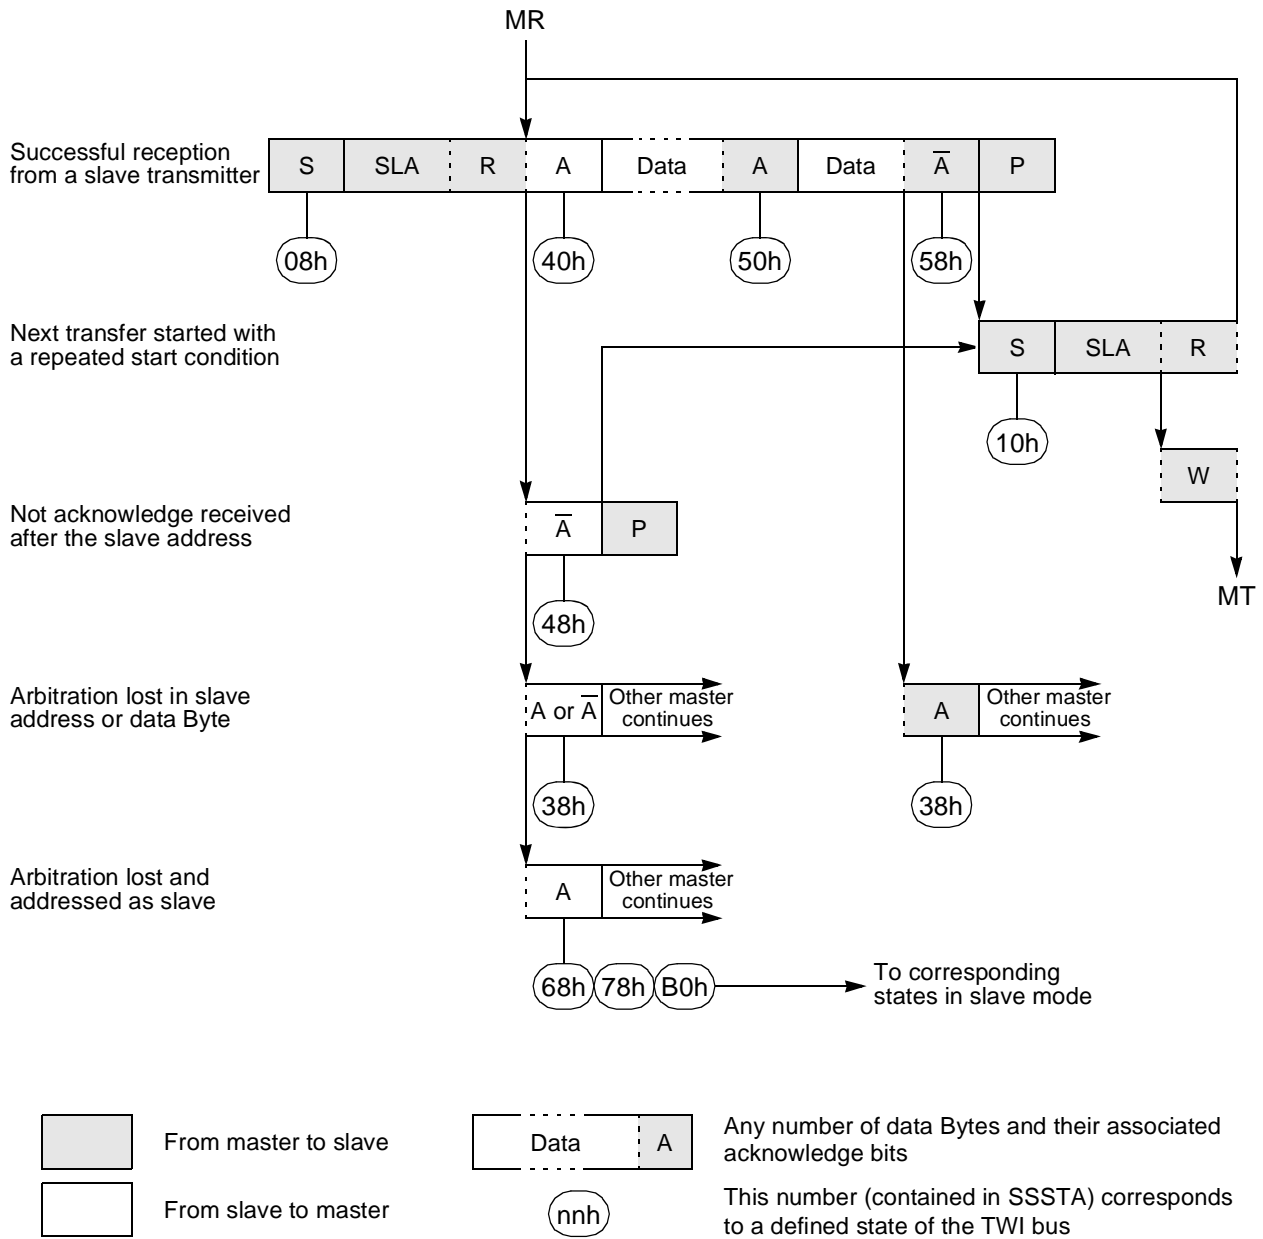 MR
Successful reception
from a slave transmitter
S SLA R A Data A Data A̅ P
08h 40h 50h 58h
Next transfer started with
a repeated start condition
S SLA R
10h
W
MT
Not acknowledge received
after the slave address
A̅ P
48h
Arbitration lost in slave
address or data Byte
A or A̅
Other master
continues
A
Other master
continues
38h 38h
Arbitration lost and
addressed as slave
A
Other master
continues
68h 78h B0h
To corresponding
states in slave mode
From master to slave
Data A
Any number of data Bytes and their associated
acknowledge bits
From slave to master
nnh
This number (contained in SSSTA) corresponds
to a defined state of the TWI bus